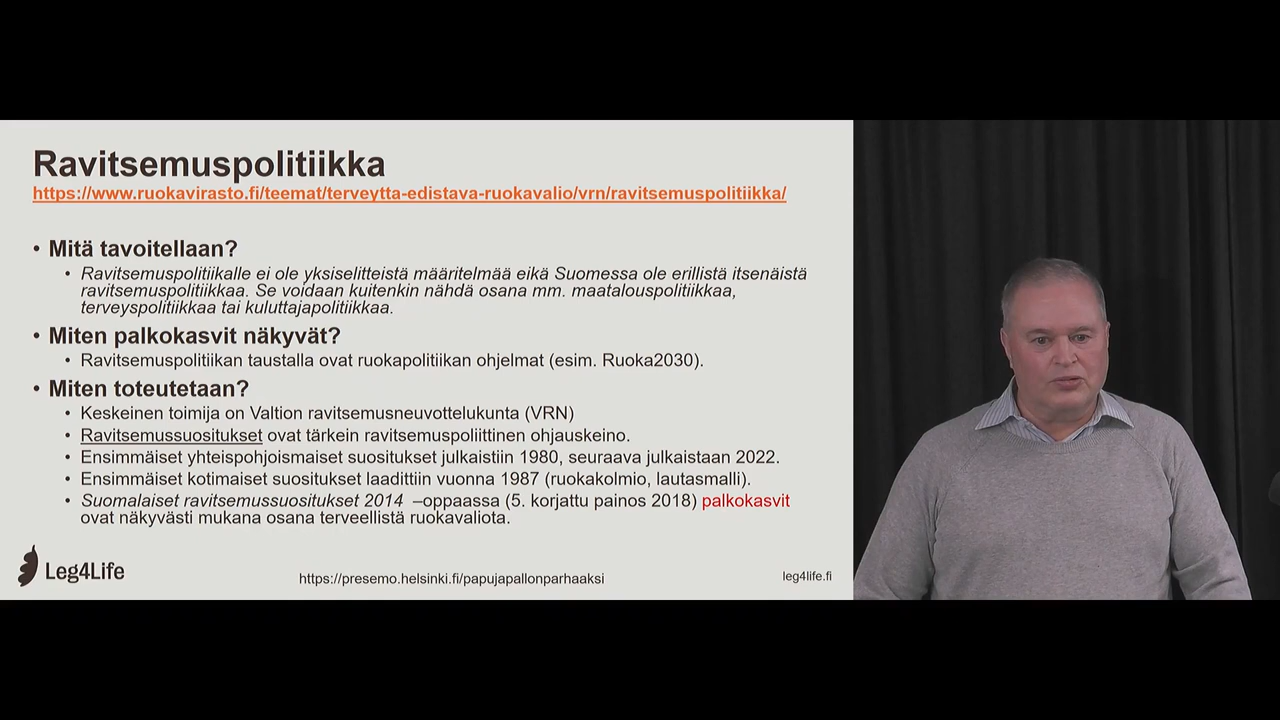 Ravitsemuspolitiikka
https://www.ruokavirasto.fi/teemat/terveytta-edistava-ruokavalio/vrn/ravitsemuspolitiikka/
• Mitä tavoitellaan?
• Ravitsemuspolitiikalle ei ole yksiselitteistä määritelmää eikä Suomessa ole erillistä itsenäistä
ravitsemuspolitiikkaa. Se voidaan kuitenkin nähdä osana mm. maatalouspolitiikkaa,
terveyspolitiikkaa tai kuluttajapolitiikkaa.
• Miten palkokasvit näkyvät?
• Ravitsemuspolitiikan taustalla ovat ruokapolitiikan ohjelmat (esim. Ruoka2030).
• Miten toteutetaan?
• Keskeinen toimija on Valtion ravitsemusneuvottelukunta (VRN)
• Ravitsemussuositukset ovat tärkein ravitsemuspoliittinen ohjauskeino.
• Ensimmäiset yhteispohjoismaiset suositukset julkaistiin 1980, seuraava julkaistaan 2022.
• Ensimmäiset kotimaiset suositukset laadittiin vuonna 1987 (ruokakolmio, lautasmalli).
• Suomalaiset ravitsemussuositukset 2014 –oppaassa (5. korjattu painos 2018) palkokasvit
ovat näkyvästi mukana osana terveellistä ruokavaliota.
Leg4Life
https://presemo.helsinki.fi/papujapallonparhaaksi
leg4life.fi